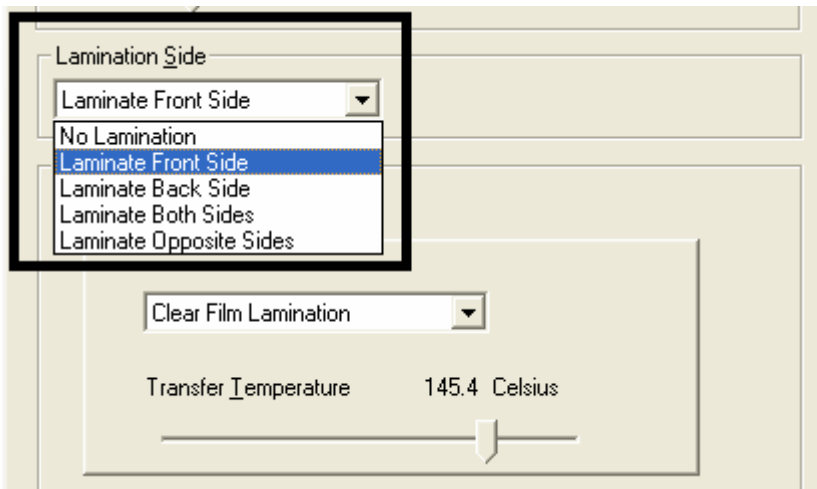 Lamination Side
Laminate Front Side
No Lamination
Laminate Front Side
Laminate Back Side
Laminate Both Sides
Laminate Opposite Sides
Clear Film Lamination
Transfer Temperature 145.4 Celsius